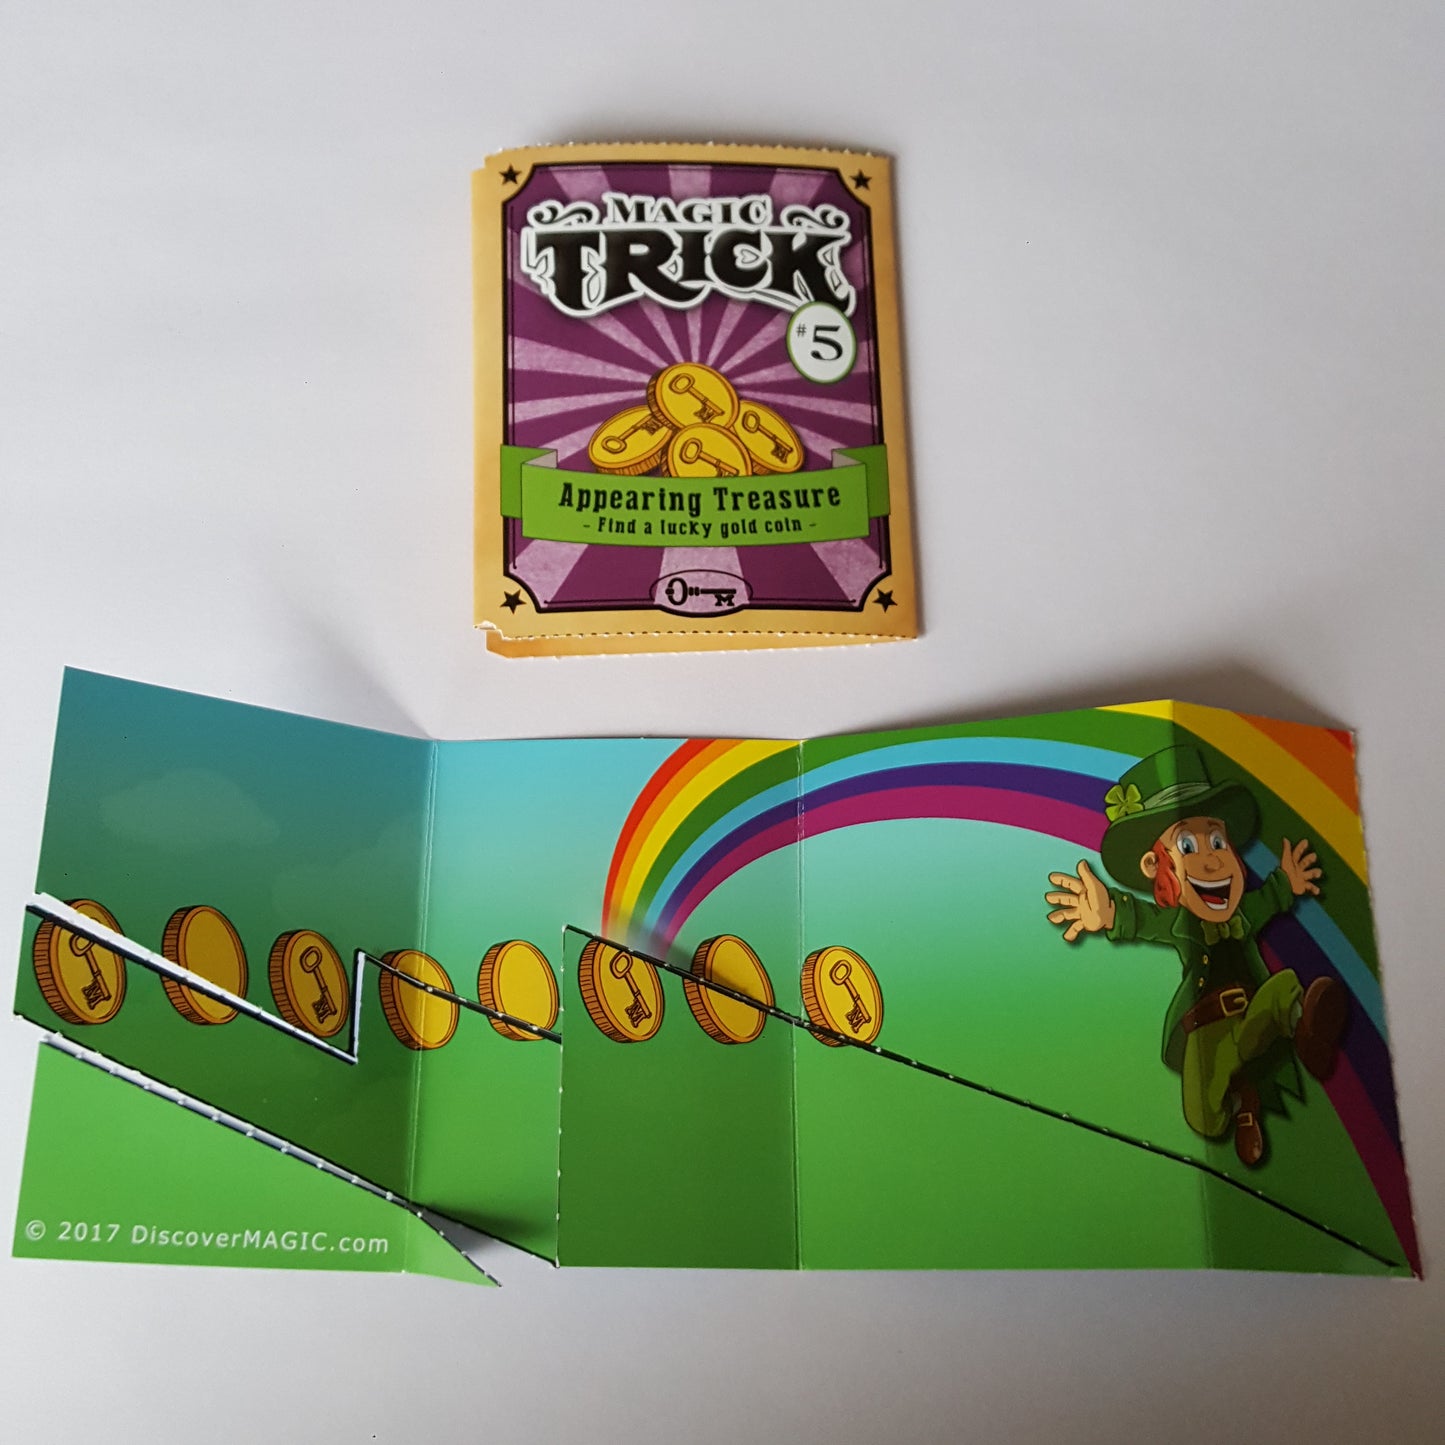 MAGIC
TRICK
#5
Appearing Treasure
- Find a lucky gold coin -
M
© 2017 DiscoverMAGIC.com